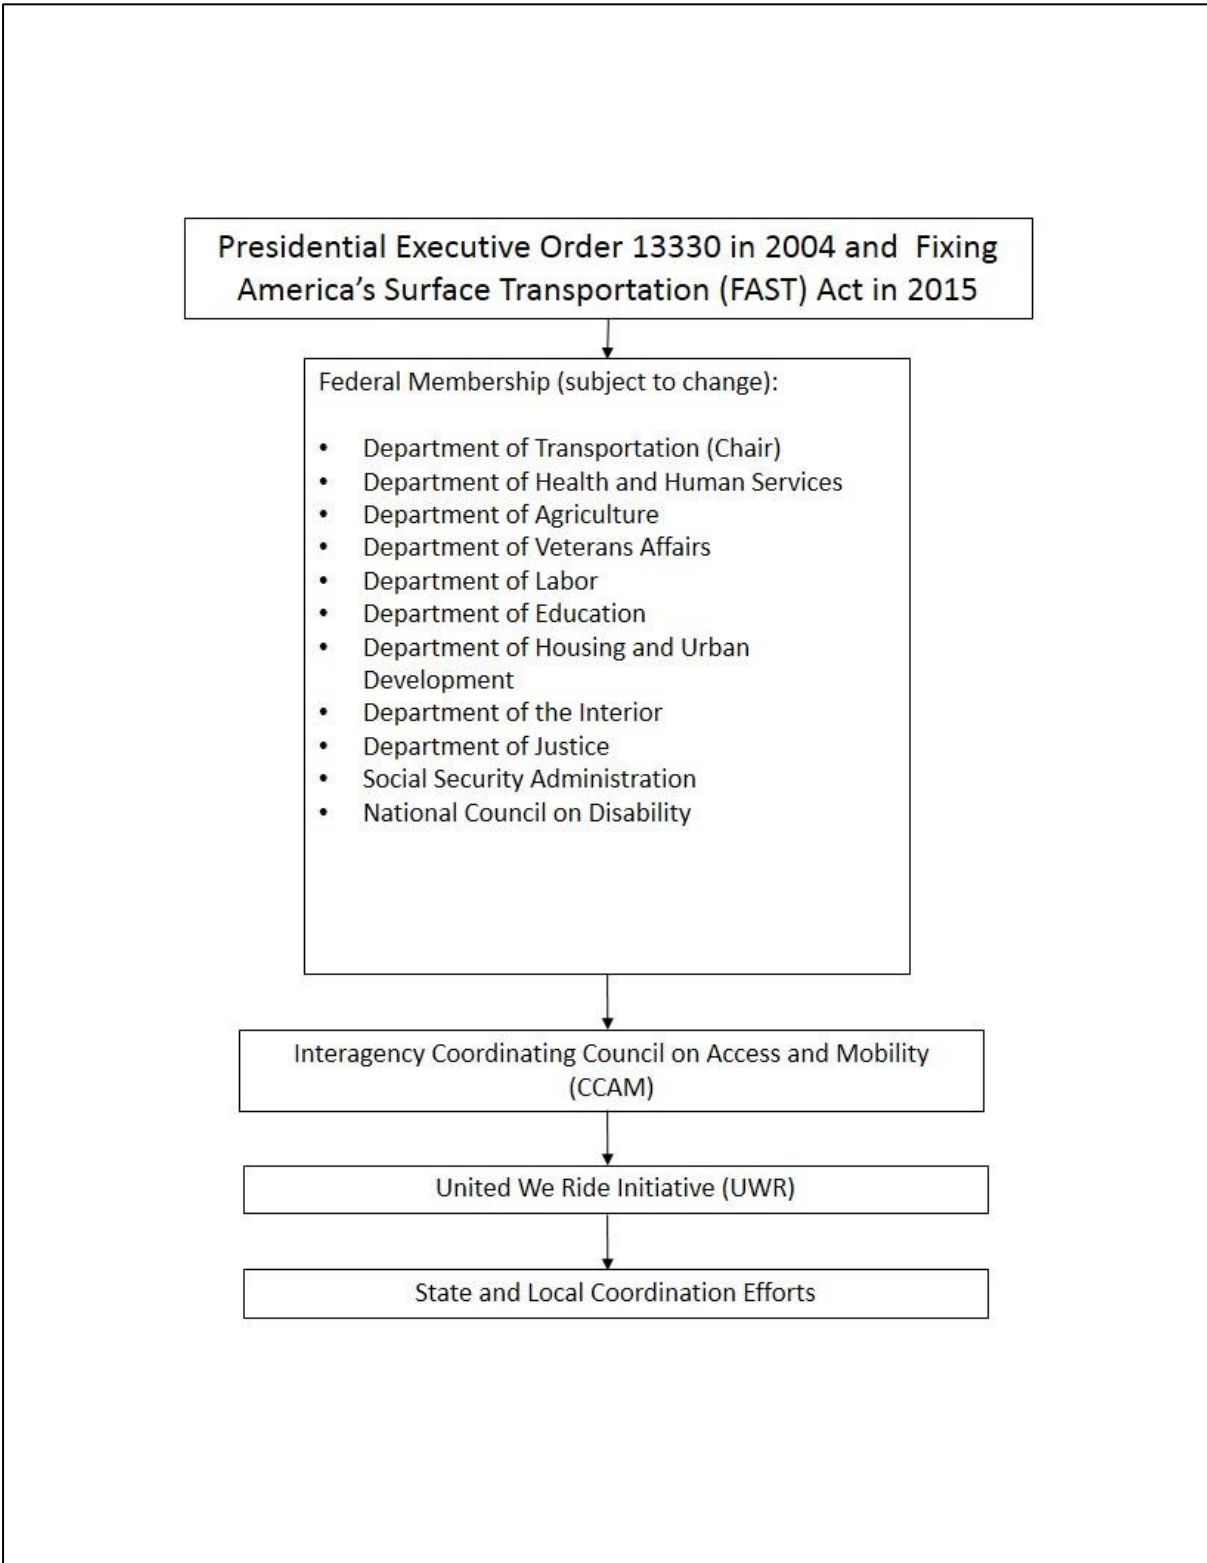 Presidential Executive Order 13330 in 2004 and  Fixing
America's Surface Transportation (FAST) Act in 2015
Federal Membership (subject to change):
• Department of Transportation (Chair)
• Department of Health and Human Services
• Department of Agriculture
• Department of Veterans Affairs
• Department of Labor
• Department of Education
• Department of Housing and Urban
Development
• Department of the Interior
• Department of Justice
• Social Security Administration
• National Council on Disability
Interagency Coordinating Council on Access and Mobility
(CCAM)
United We Ride Initiative (UWR)
State and Local Coordination Efforts